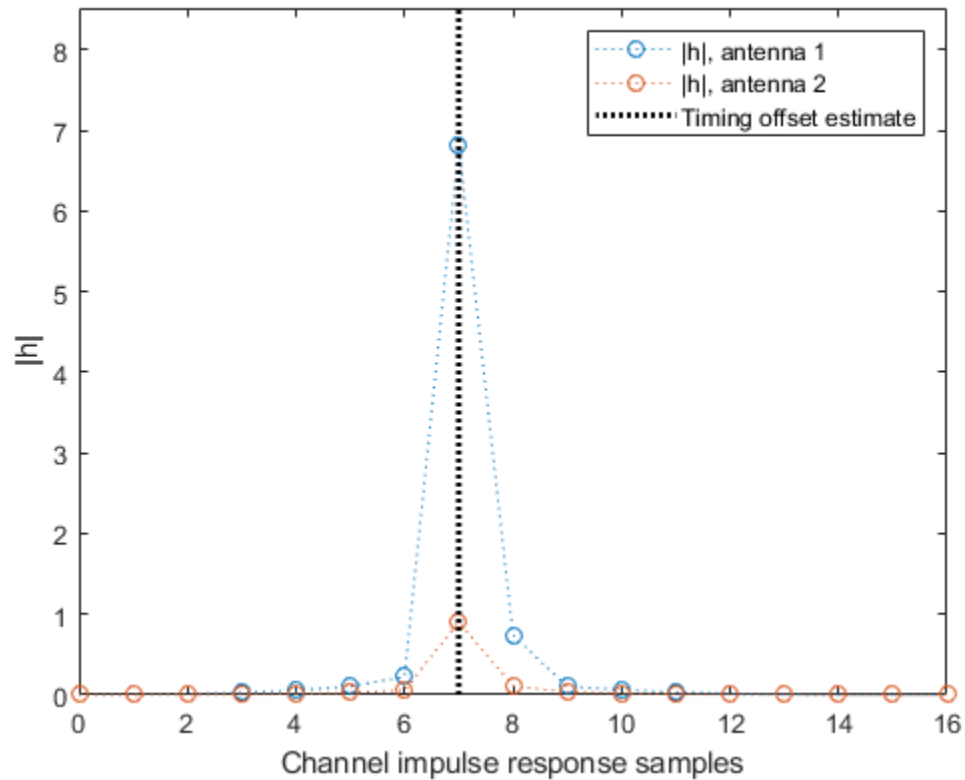 8
7
6
5
4
3
2
1
0
|h|
|h|, antenna 1
|h|, antenna 2
Timing offset estimate
0 2 4 6 8 10 12 14 16
Channel impulse response samples